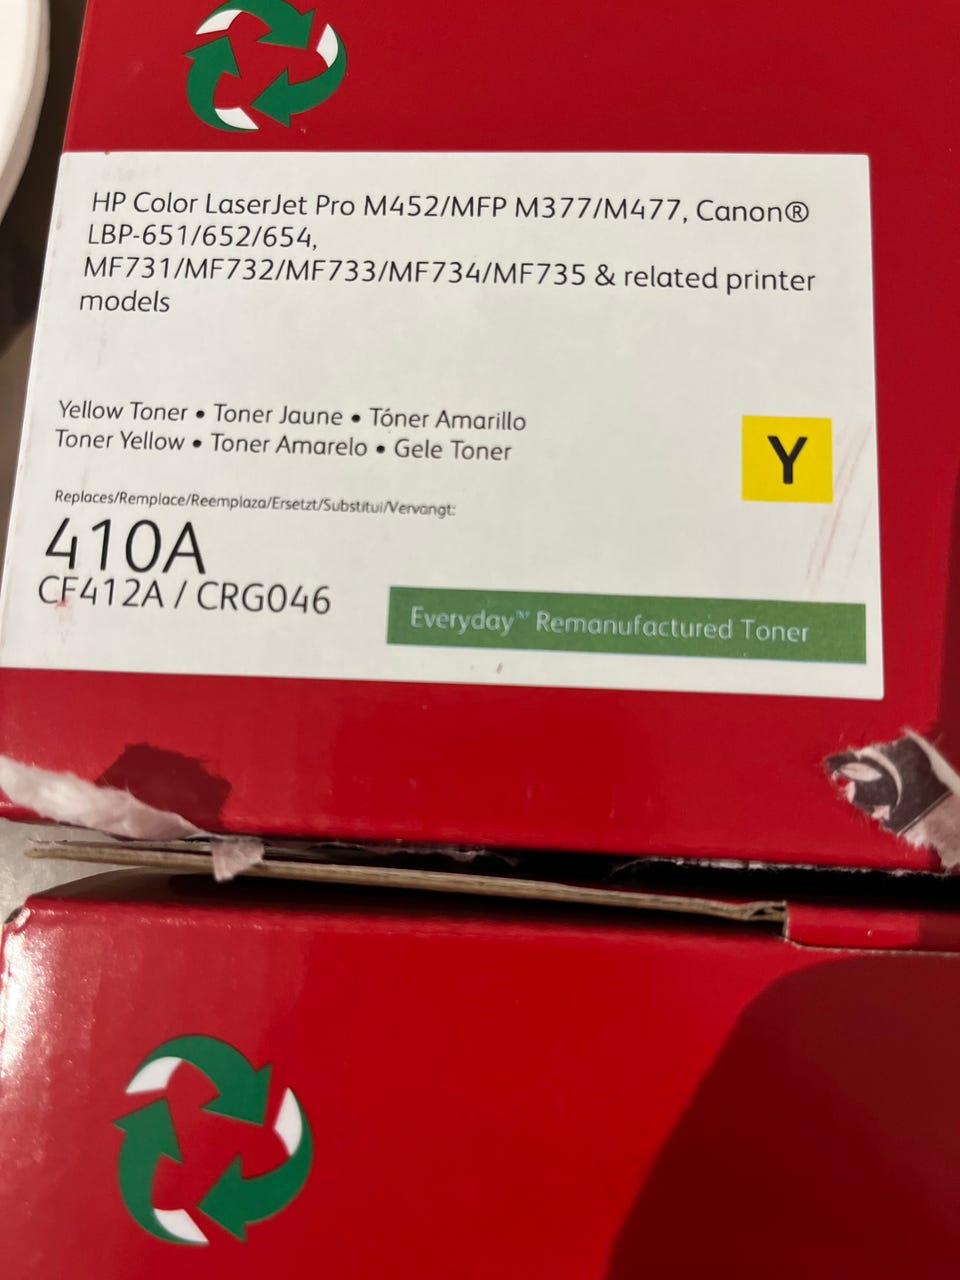 HP Color LaserJet Pro M452/MFP M377/M477, Canon®
LBP-651/652/654,
MF731/MF732/MF733/MF734/MF735 & related printer
models
Yellow Toner • Toner Jaune • Tóner Amarillo
Toner Yellow • Toner Amarelo • Gele Toner
Y
Replaces/Remplace/Reemplaza/Ersetzt/Substitui/Vervangt:
410A
CF412A / CRG046
Everyday™ Remanufactured Toner